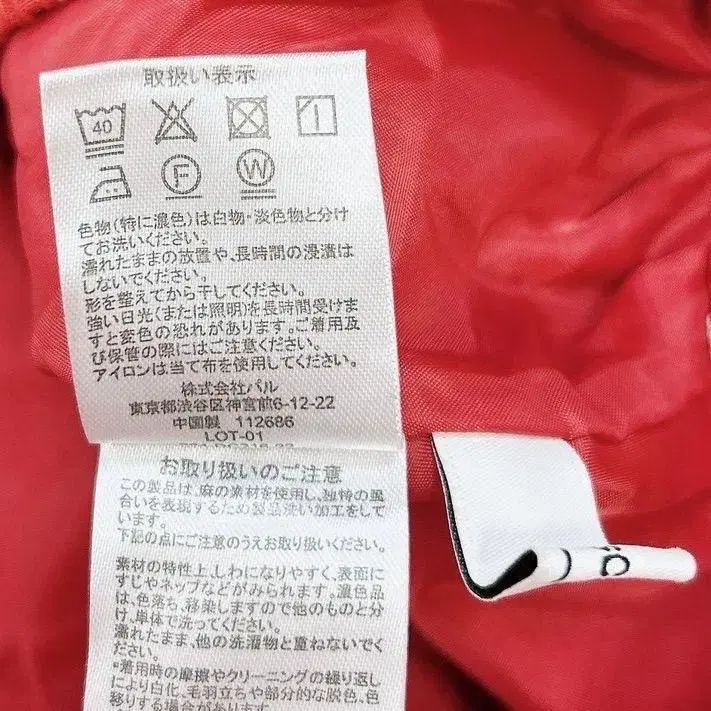 取扱い表示
40
F W
色物(特に濃色)は白物・淡色物と分け
てお洗いください。
濡れたままの放置や、長時間の浸漬は
しないでください。
形を整えてから干してください。
強い日光(または照明)を長時間受けま
すと変色の恐れがあります。ご着用及
び保管の際にはご注意ください。
アイロンは当て布を使用してください。
株式会社パル
東京都渋谷区神宮前6-12-22
中国製 112686
LOT-01
お取り扱いのご注意
この製品は、麻の素材を使用し、独特の風
合いを表現するため製品洗い加工をして
います。
下記の点にご注意のうえお取り扱いください。
素材の特性上、しわになりやすく、表面に
すじやネップなどがみられます。濃色品
は、色落ち、移染しますので他のものと分
け、単体で洗ってください。
濡れたまま、他の洗濯物と重ねないでく
ださい。
*着用時の摩擦やクリーニングの繰り返し
により白化、毛羽立ちや部分的な脱色、色
移りする場合があります。